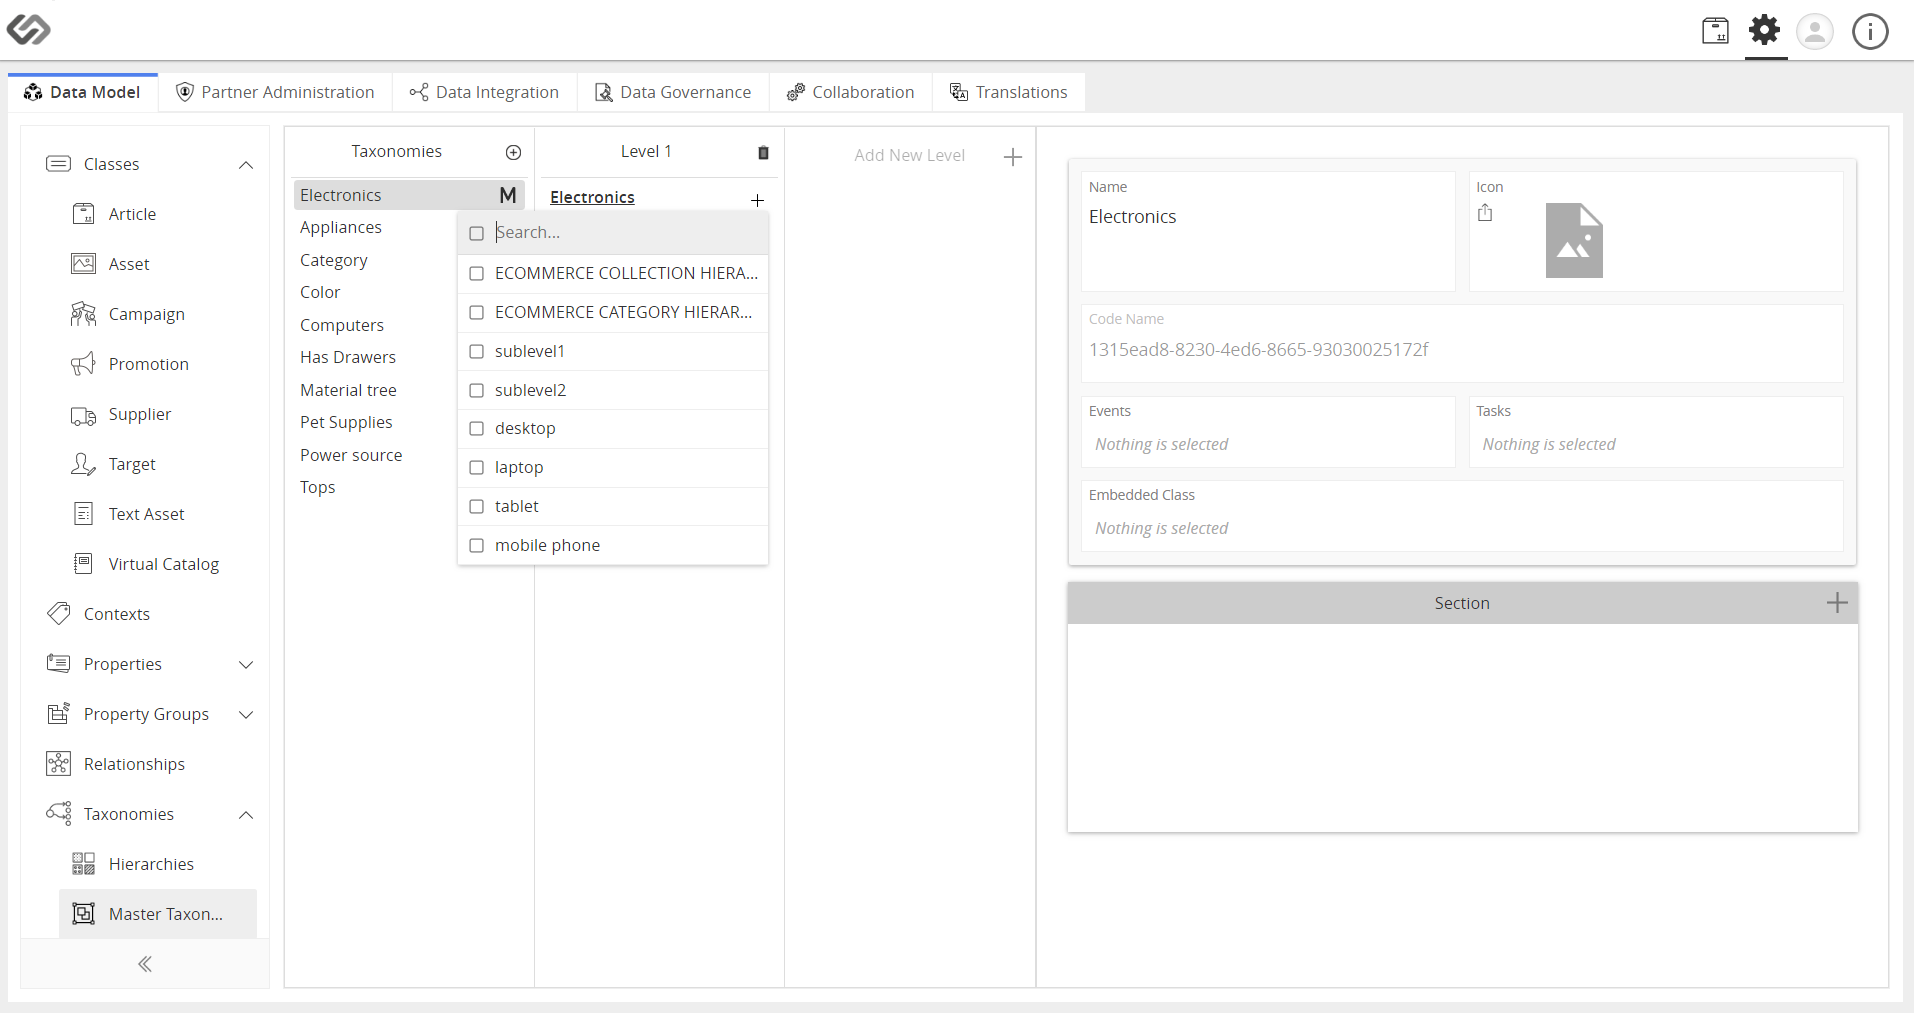 Data Model
Partner Administration
Data Integration
Data Governance
Collaboration
Translations
Classes
Article
Asset
Campaign
Promotion
Supplier
Target
Text Asset
Virtual Catalog
Contexts
Properties
Property Groups
Relationships
Taxonomies
Hierarchies
Master Taxon...
Taxonomies
Electronics M
Appliances
Category
Color
Computers
Has Drawers
Material tree
Pet Supplies
Power source
Tops
Level 1
Electronics
Search...
ECOMMERCE COLLECTION HIERA...
ECOMMERCE CATEGORY HIERAR...
sublevel1
sublevel2
desktop
laptop
tablet
mobile phone
Add New Level
Name
Electronics
Icon
Code Name
1315ead8-8230-4ed6-8665-93030025172f
Events
Nothing is selected
Tasks
Nothing is selected
Embedded Class
Nothing is selected
Section